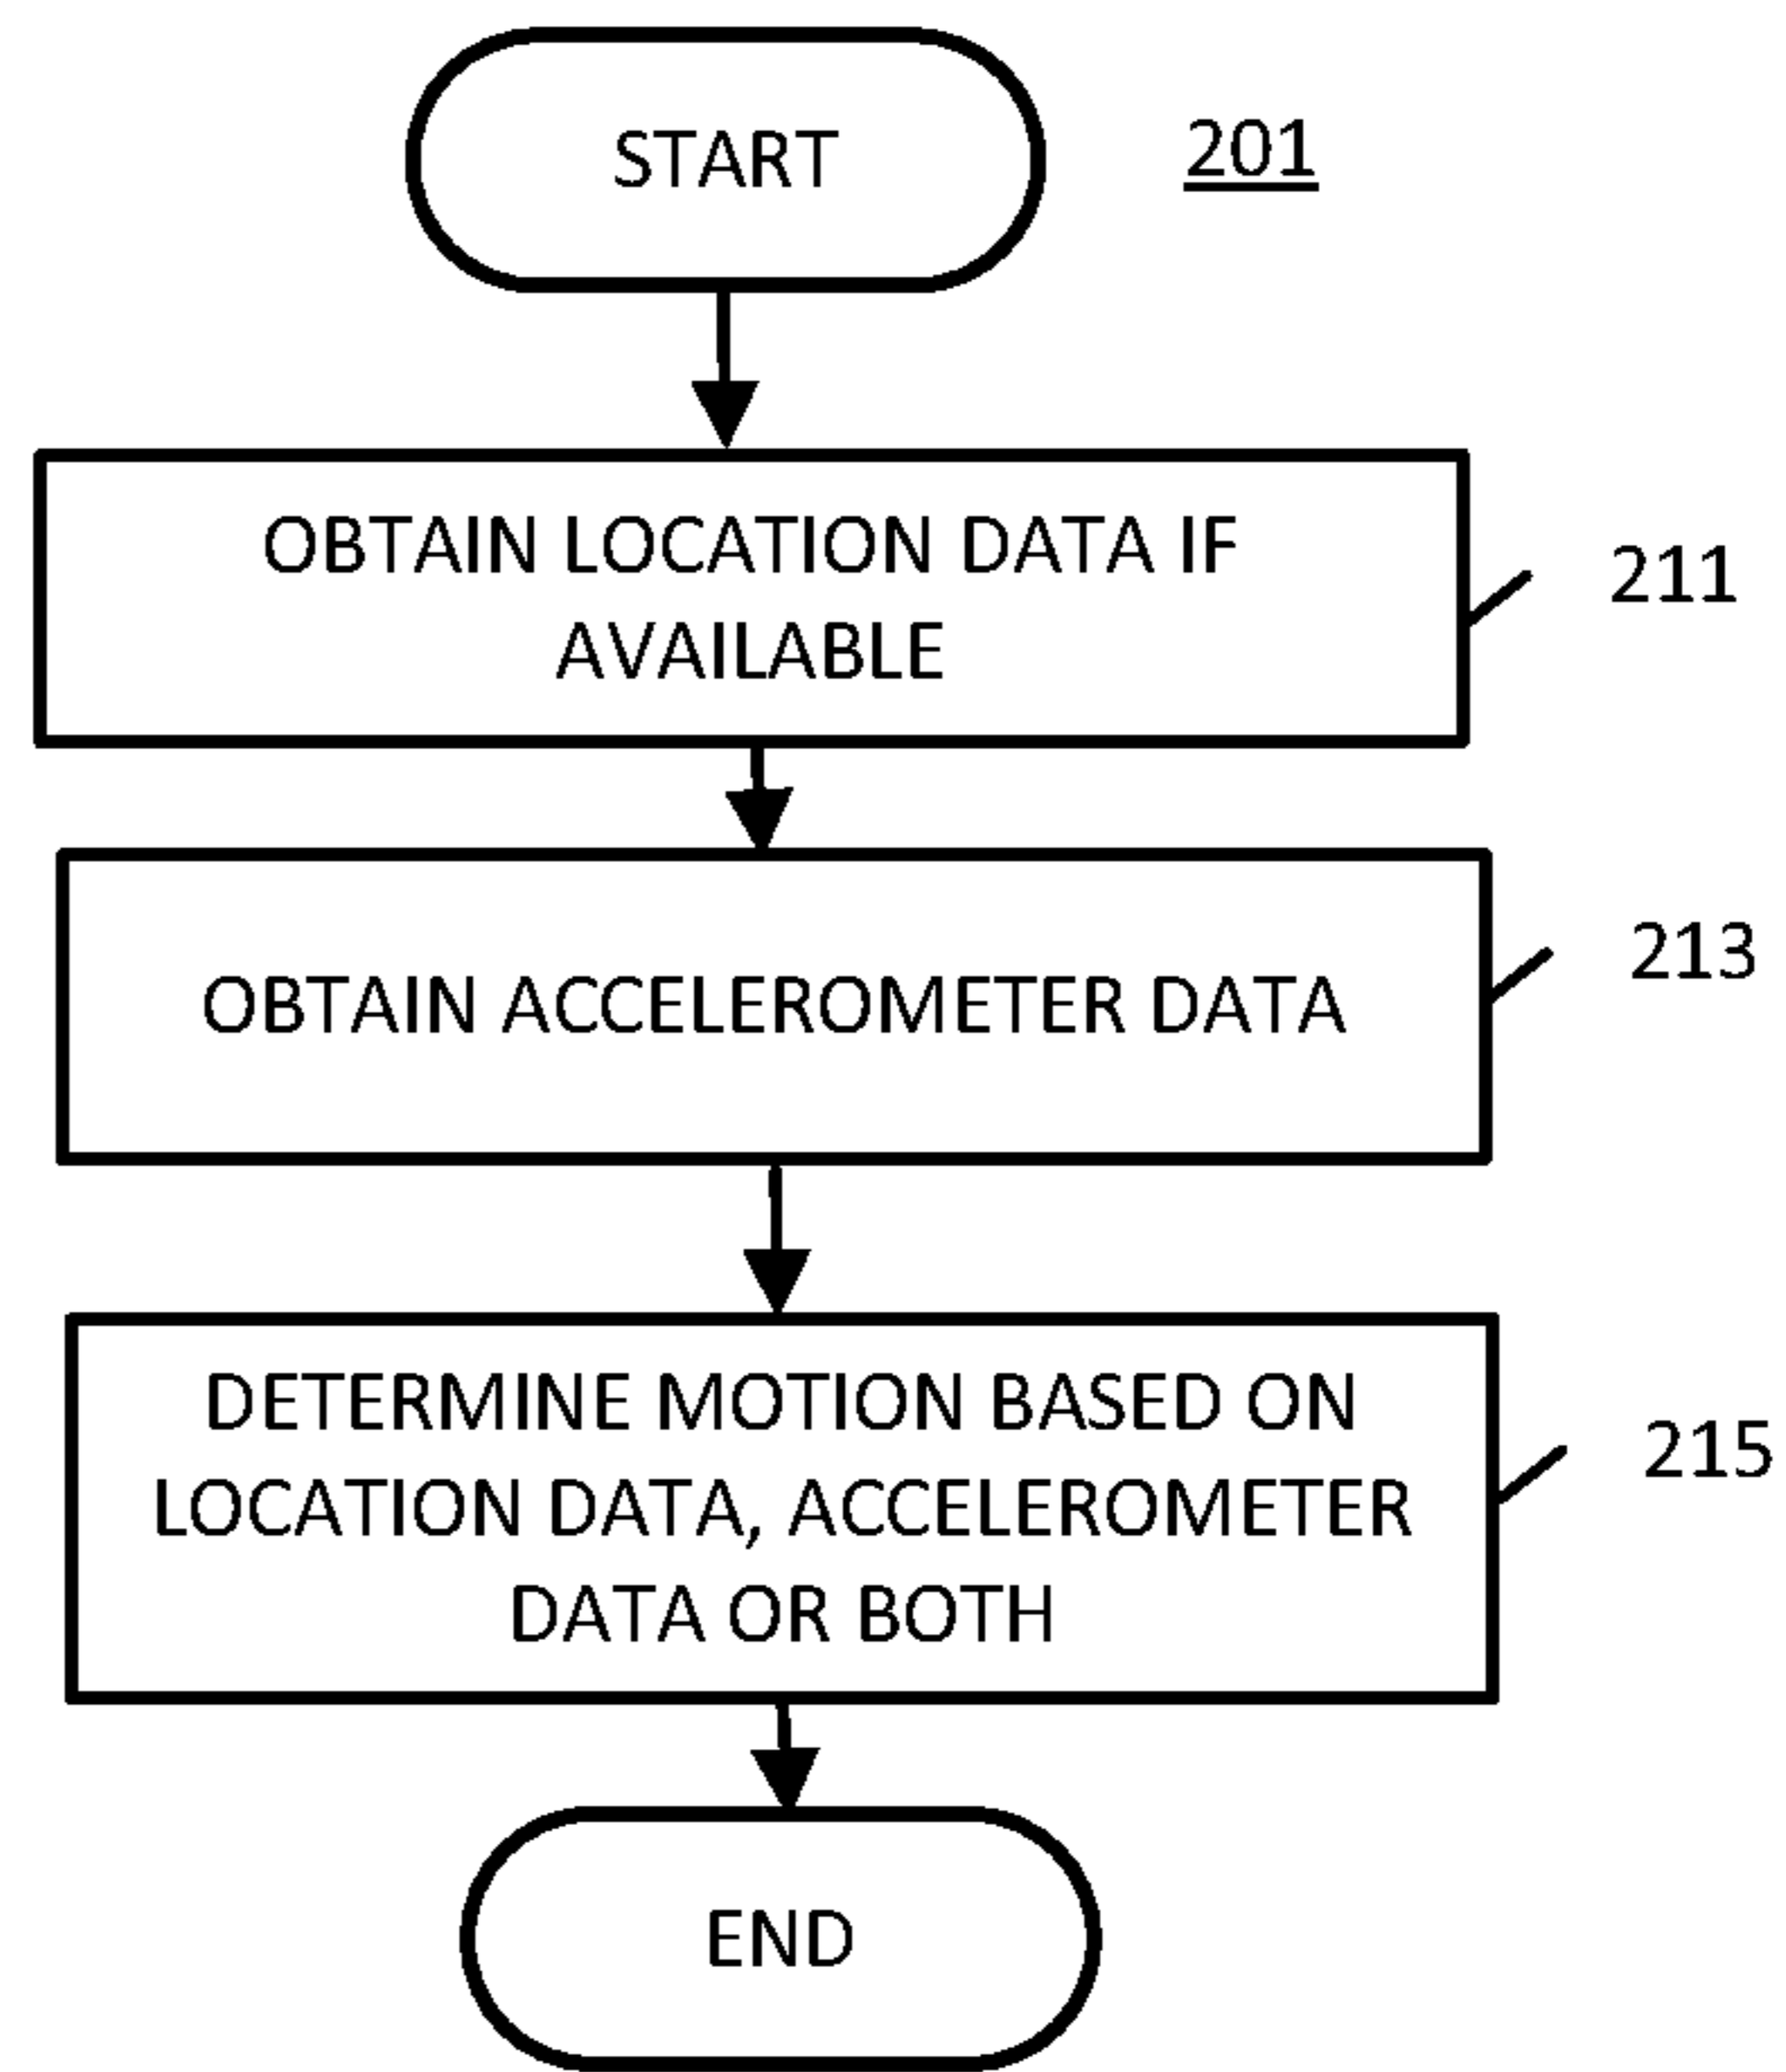 START
201
OBTAIN LOCATION DATA IF
AVAILABLE
211
OBTAIN ACCELEROMETER DATA
213
DETERMINE MOTION BASED ON
LOCATION DATA, ACCELEROMETER
DATA OR BOTH
215
END